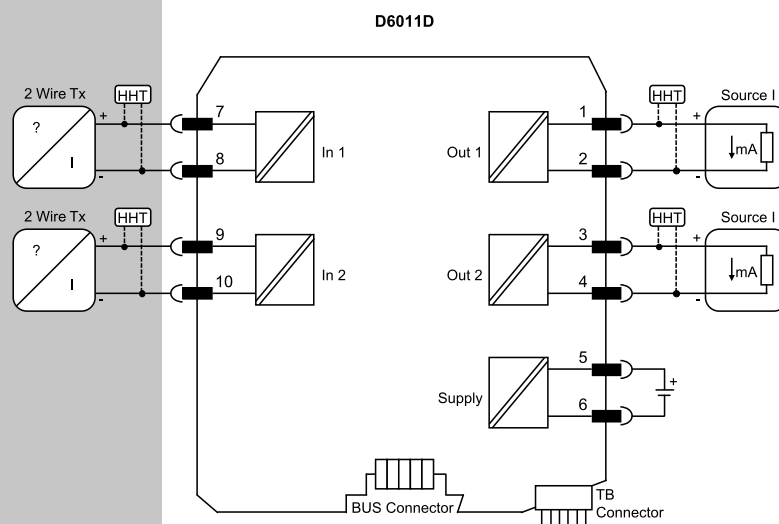 D6011D
2 Wire Tx
HHT
+
?
I
-
7
8
In 1
Out 1
1
2
HHT
Source I
+
mA
-
2 Wire Tx
HHT
+
?
I
-
9
10
In 2
Out 2
3
4
HHT
Source I
+
mA
-
Supply
5
6
+
BUS Connector
TB
Connector